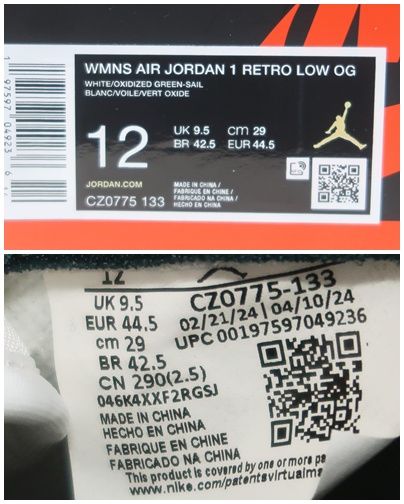 WMNS AIR JORDAN 1 RETRO LOW OG
WHITE/OXIDIZED GREEN-SAIL
BLANC/VOILE/VERT OXIDE
12
UK 9.5 cm 29
BR 42.5 EUR 44.5
JORDAN.COM
CZ0775 133
MADE IN CHINA /
FABRIQUE EN CHINE /
FABRICADO NA CHINA /
HECHO EN CHINA
1 97597 04923 6
12
UK 9.5
EUR 44.5
cm 29
BR 42.5
CN 290(2.5)
046K4XXF2RGSJ
MADE IN CHINA
HECHO EN CHINA
FABRIQUE EN CHINE
FABRICADO NA CHINA
CZ0775-133
02/21/24 | 04/10/24
UPC 00197597049236
This product is covered by one or more pa
www.nike.com/patentsvirtualma